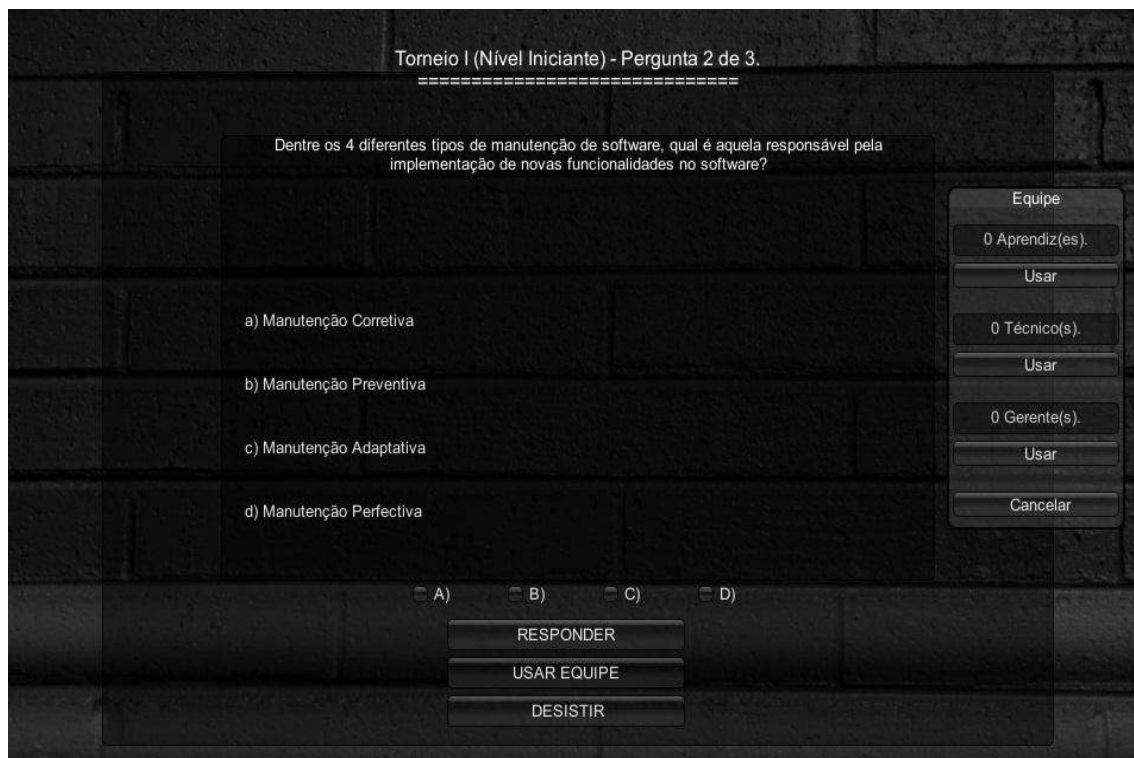 Torneio I (Nível Iniciante) - Pergunta 2 de 3.
==============================
Dentre os 4 diferentes tipos de manutenção de software, qual é aquela responsável pela
implementação de novas funcionalidades no software?
a) Manutenção Corretiva
b) Manutenção Preventiva
c) Manutenção Adaptativa
d) Manutenção Perfectiva
A)
B)
C)
D)
RESPONDER
USAR EQUIPE
DESISTIR
Equipe
0 Aprendiz(es).
Usar
0 Técnico(s).
Usar
0 Gerente(s).
Usar
Cancelar